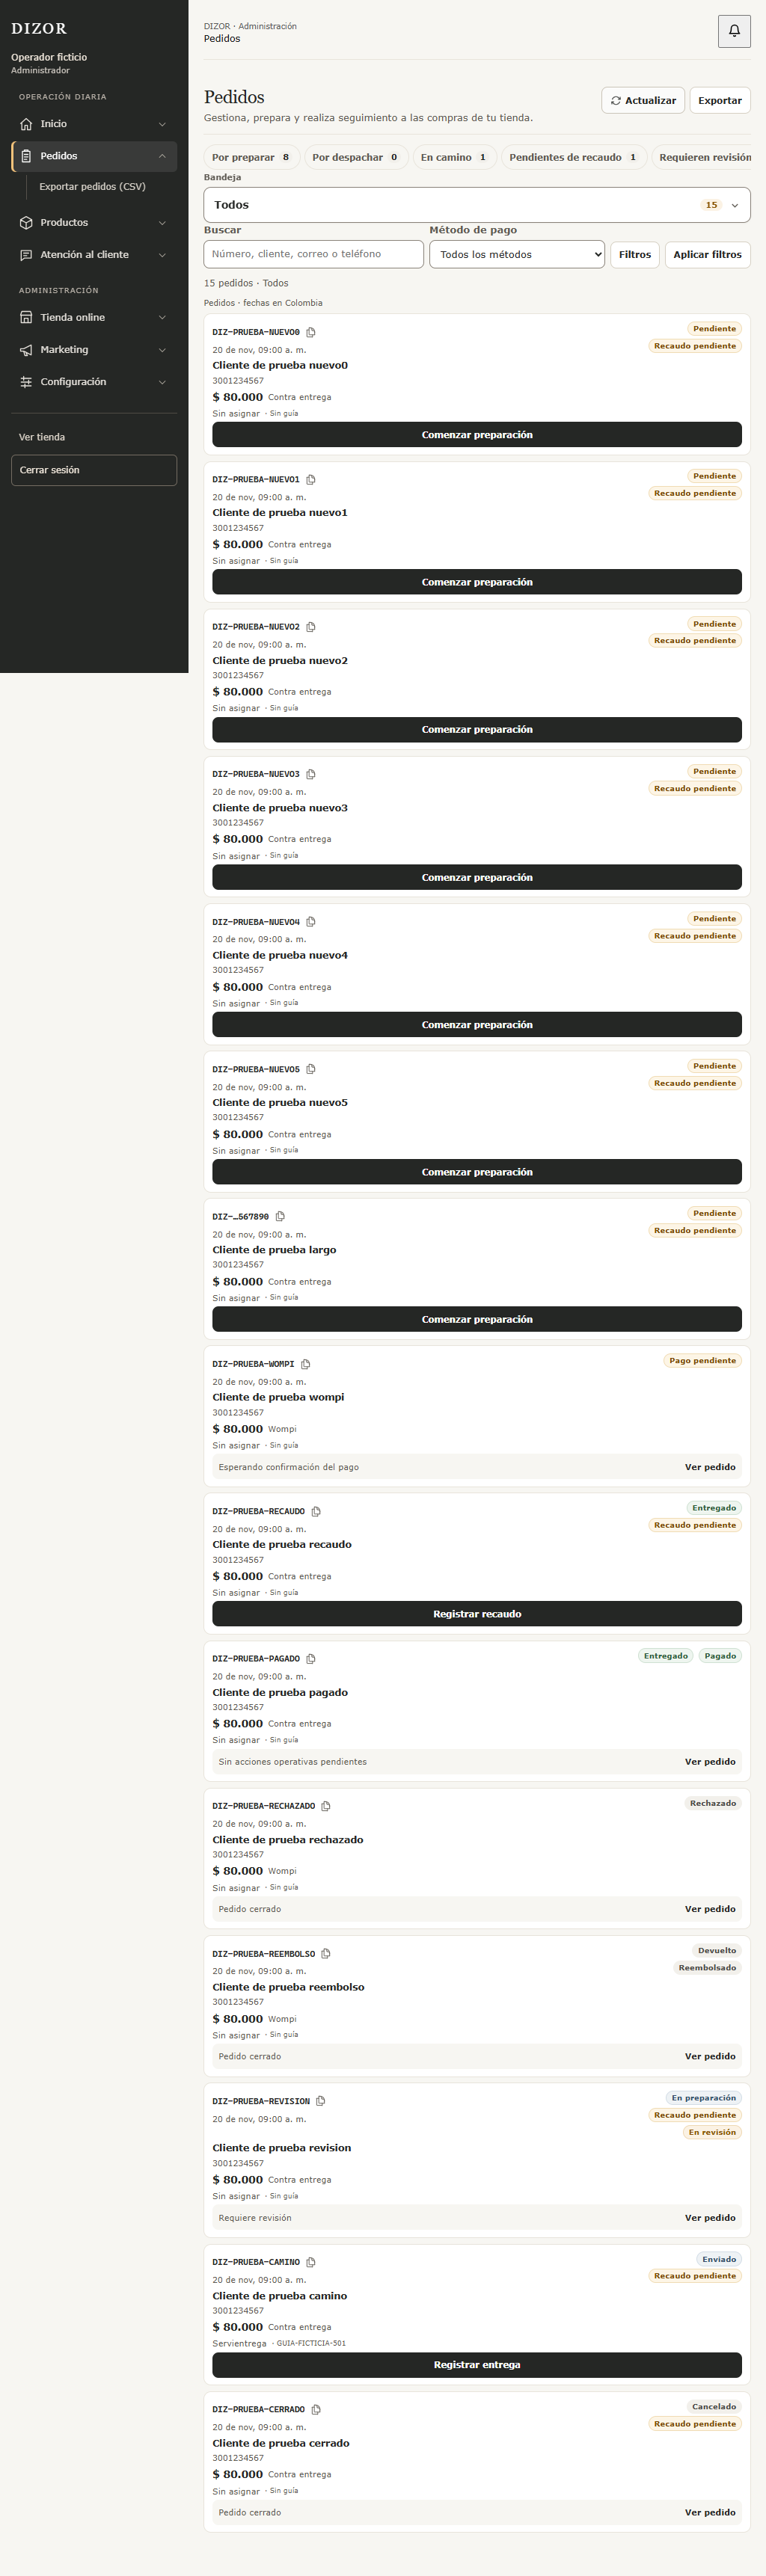 DIZOR
Operador ficticio
Administrador
OPERACIÓN DIARIA
Inicio
Pedidos
Exportar pedidos (CSV)
Productos
Atención al cliente
ADMINISTRACIÓN
Tienda online
Marketing
Configuración
Ver tienda
Cerrar sesión
DIZOR · Administración
Pedidos
Pedidos
Gestiona, prepara y realiza seguimiento a las compras de tu tienda.
Actualizar
Exportar
Por preparar 8
Por despachar 0
En camino 1
Pendientes de recaudo 1
Requieren revisión
Bandeja
Todos 15
Buscar
Número, cliente, correo o teléfono
Método de pago
Todos los métodos
Filtros
Aplicar filtros
15 pedidos · Todos
Pedidos · fechas en Colombia
DIZ-PRUEBA-NUEVO0
Pendiente
Recaudo pendiente
20 de nov, 09:00 a. m.
Cliente de prueba nuevo0
3001234567
$ 80.000 Contra entrega
Sin asignar · Sin guía
Comenzar preparación
DIZ-PRUEBA-NUEVO1
Pendiente
Recaudo pendiente
20 de nov, 09:00 a. m.
Cliente de prueba nuevo1
3001234567
$ 80.000 Contra entrega
Sin asignar · Sin guía
Comenzar preparación
DIZ-PRUEBA-NUEVO2
Pendiente
Recaudo pendiente
20 de nov, 09:00 a. m.
Cliente de prueba nuevo2
3001234567
$ 80.000 Contra entrega
Sin asignar · Sin guía
Comenzar preparación
DIZ-PRUEBA-NUEVO3
Pendiente
Recaudo pendiente
20 de nov, 09:00 a. m.
Cliente de prueba nuevo3
3001234567
$ 80.000 Contra entrega
Sin asignar · Sin guía
Comenzar preparación
DIZ-PRUEBA-NUEVO4
Pendiente
Recaudo pendiente
20 de nov, 09:00 a. m.
Cliente de prueba nuevo4
3001234567
$ 80.000 Contra entrega
Sin asignar · Sin guía
Comenzar preparación
DIZ-PRUEBA-NUEVO5
Pendiente
Recaudo pendiente
20 de nov, 09:00 a. m.
Cliente de prueba nuevo5
3001234567
$ 80.000 Contra entrega
Sin asignar · Sin guía
Comenzar preparación
DIZ-…567890
Pendiente
Recaudo pendiente
20 de nov, 09:00 a. m.
Cliente de prueba largo
3001234567
$ 80.000 Contra entrega
Sin asignar · Sin guía
Comenzar preparación
DIZ-PRUEBA-WOMPI
Pago pendiente
20 de nov, 09:00 a. m.
Cliente de prueba wompi
3001234567
$ 80.000 Wompi
Sin asignar · Sin guía
Esperando confirmación del pago
Ver pedido
DIZ-PRUEBA-RECAUDO
Entregado
Recaudo pendiente
20 de nov, 09:00 a. m.
Cliente de prueba recaudo
3001234567
$ 80.000 Contra entrega
Sin asignar · Sin guía
Registrar recaudo
DIZ-PRUEBA-PAGADO
Entregado
Pagado
20 de nov, 09:00 a. m.
Cliente de prueba pagado
3001234567
$ 80.000 Contra entrega
Sin asignar · Sin guía
Sin acciones operativas pendientes
Ver pedido
DIZ-PRUEBA-RECHAZADO
Rechazado
20 de nov, 09:00 a. m.
Cliente de prueba rechazado
3001234567
$ 80.000 Wompi
Sin asignar · Sin guía
Pedido cerrado
Ver pedido
DIZ-PRUEBA-REEMBOLSO
Devuelto
Reembolsado
20 de nov, 09:00 a. m.
Cliente de prueba reembolso
3001234567
$ 80.000 Wompi
Sin asignar · Sin guía
Pedido cerrado
Ver pedido
DIZ-PRUEBA-REVISION
En preparación
Recaudo pendiente
En revisión
20 de nov, 09:00 a. m.
Cliente de prueba revision
3001234567
$ 80.000 Contra entrega
Sin asignar · Sin guía
Requiere revisión
Ver pedido
DIZ-PRUEBA-CAMINO
Enviado
Recaudo pendiente
20 de nov, 09:00 a. m.
Cliente de prueba camino
3001234567
$ 80.000 Contra entrega
Servientrega · GUIA-FICTICIA-501
Registrar entrega
DIZ-PRUEBA-CERRADO
Cancelado
Recaudo pendiente
20 de nov, 09:00 a. m.
Cliente de prueba cerrado
3001234567
$ 80.000 Contra entrega
Sin asignar · Sin guía
Pedido cerrado
Ver pedido